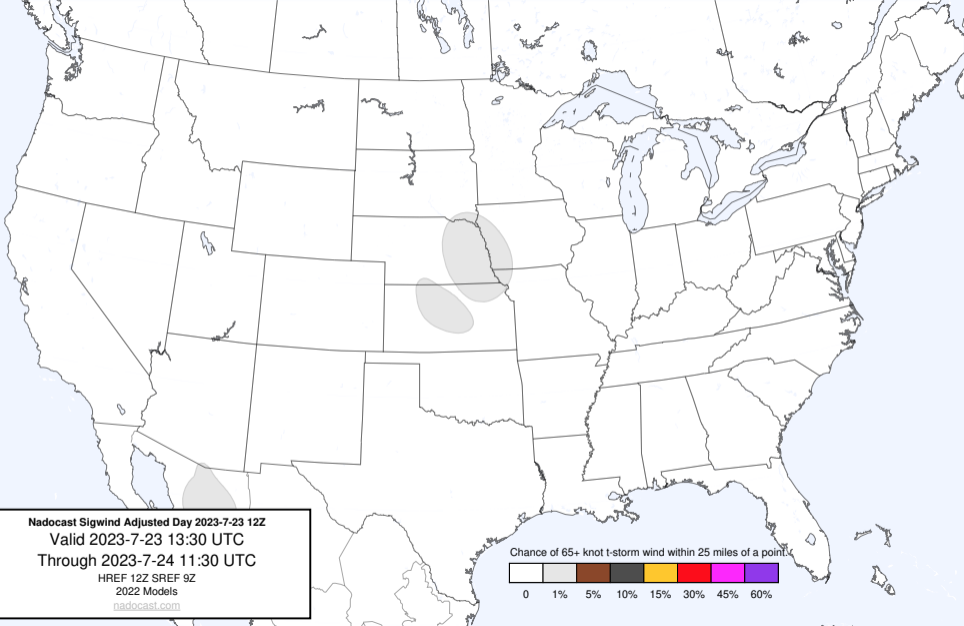 Nadocast Sigwind Adjusted Day 2023-7-23 12Z
Valid 2023-7-23 13:30 UTC
Through 2023-7-24 11:30 UTC
HREF 12Z SREF 9Z
2022 Models
nadocast.com
Chance of 65+ knot t-storm wind within 25 miles of a point.
0 1% 5% 10% 15% 30% 45% 60%